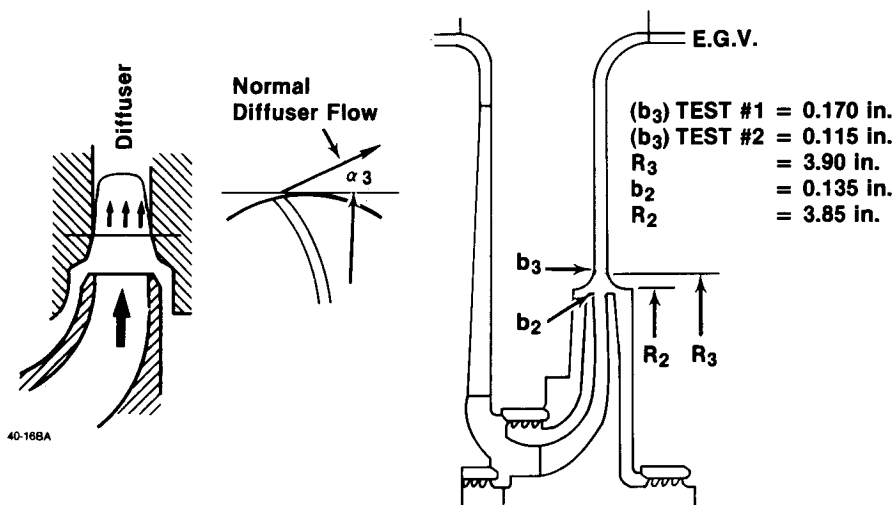 Diffuser
Normal
Diffuser Flow
α3
40-16BA
E.G.V.
(b3) TEST #1 = 0.170 in.
(b3) TEST #2 = 0.115 in.
R3 = 3.90 in.
b2 = 0.135 in.
R2 = 3.85 in.
b3
b2
R2
R3